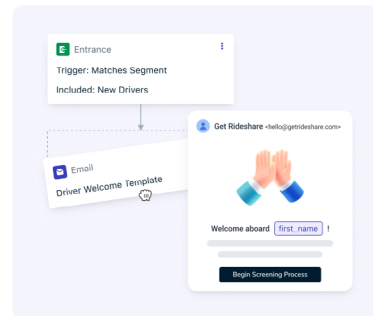 Entrance
Trigger: Matches Segment
Included: New Drivers
Email
Driver Welcome Template
Get Rideshare <hello@getrideshare.com>
Welcome aboard first_name !
Begin Screening Process